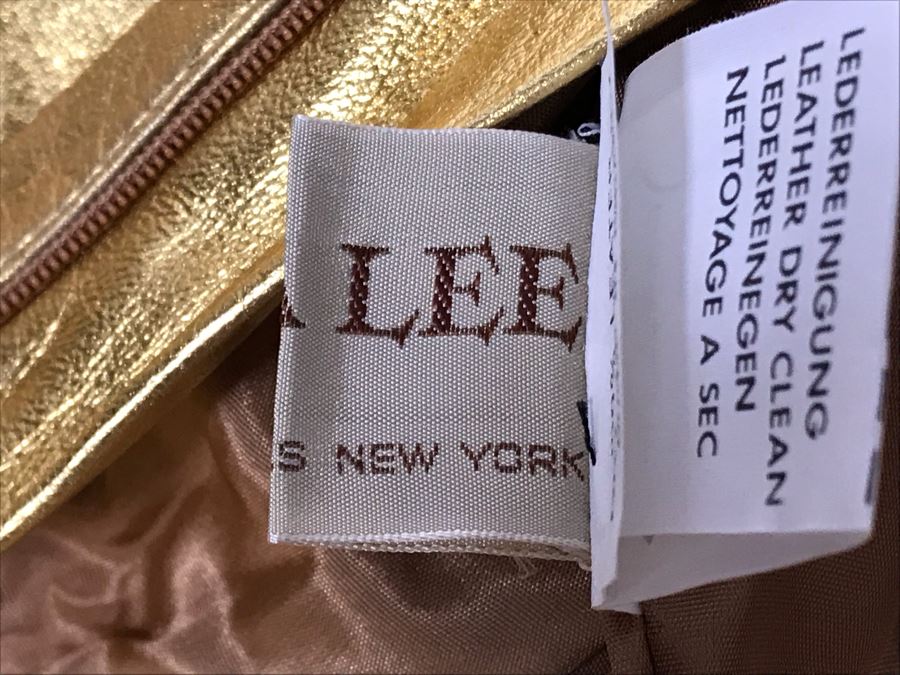 LEE
NEW YORK
LEDERREINIGUNG
LEATHER DRY CLEAN
LEDERREINEGEN
NETTOYAGE A SEC